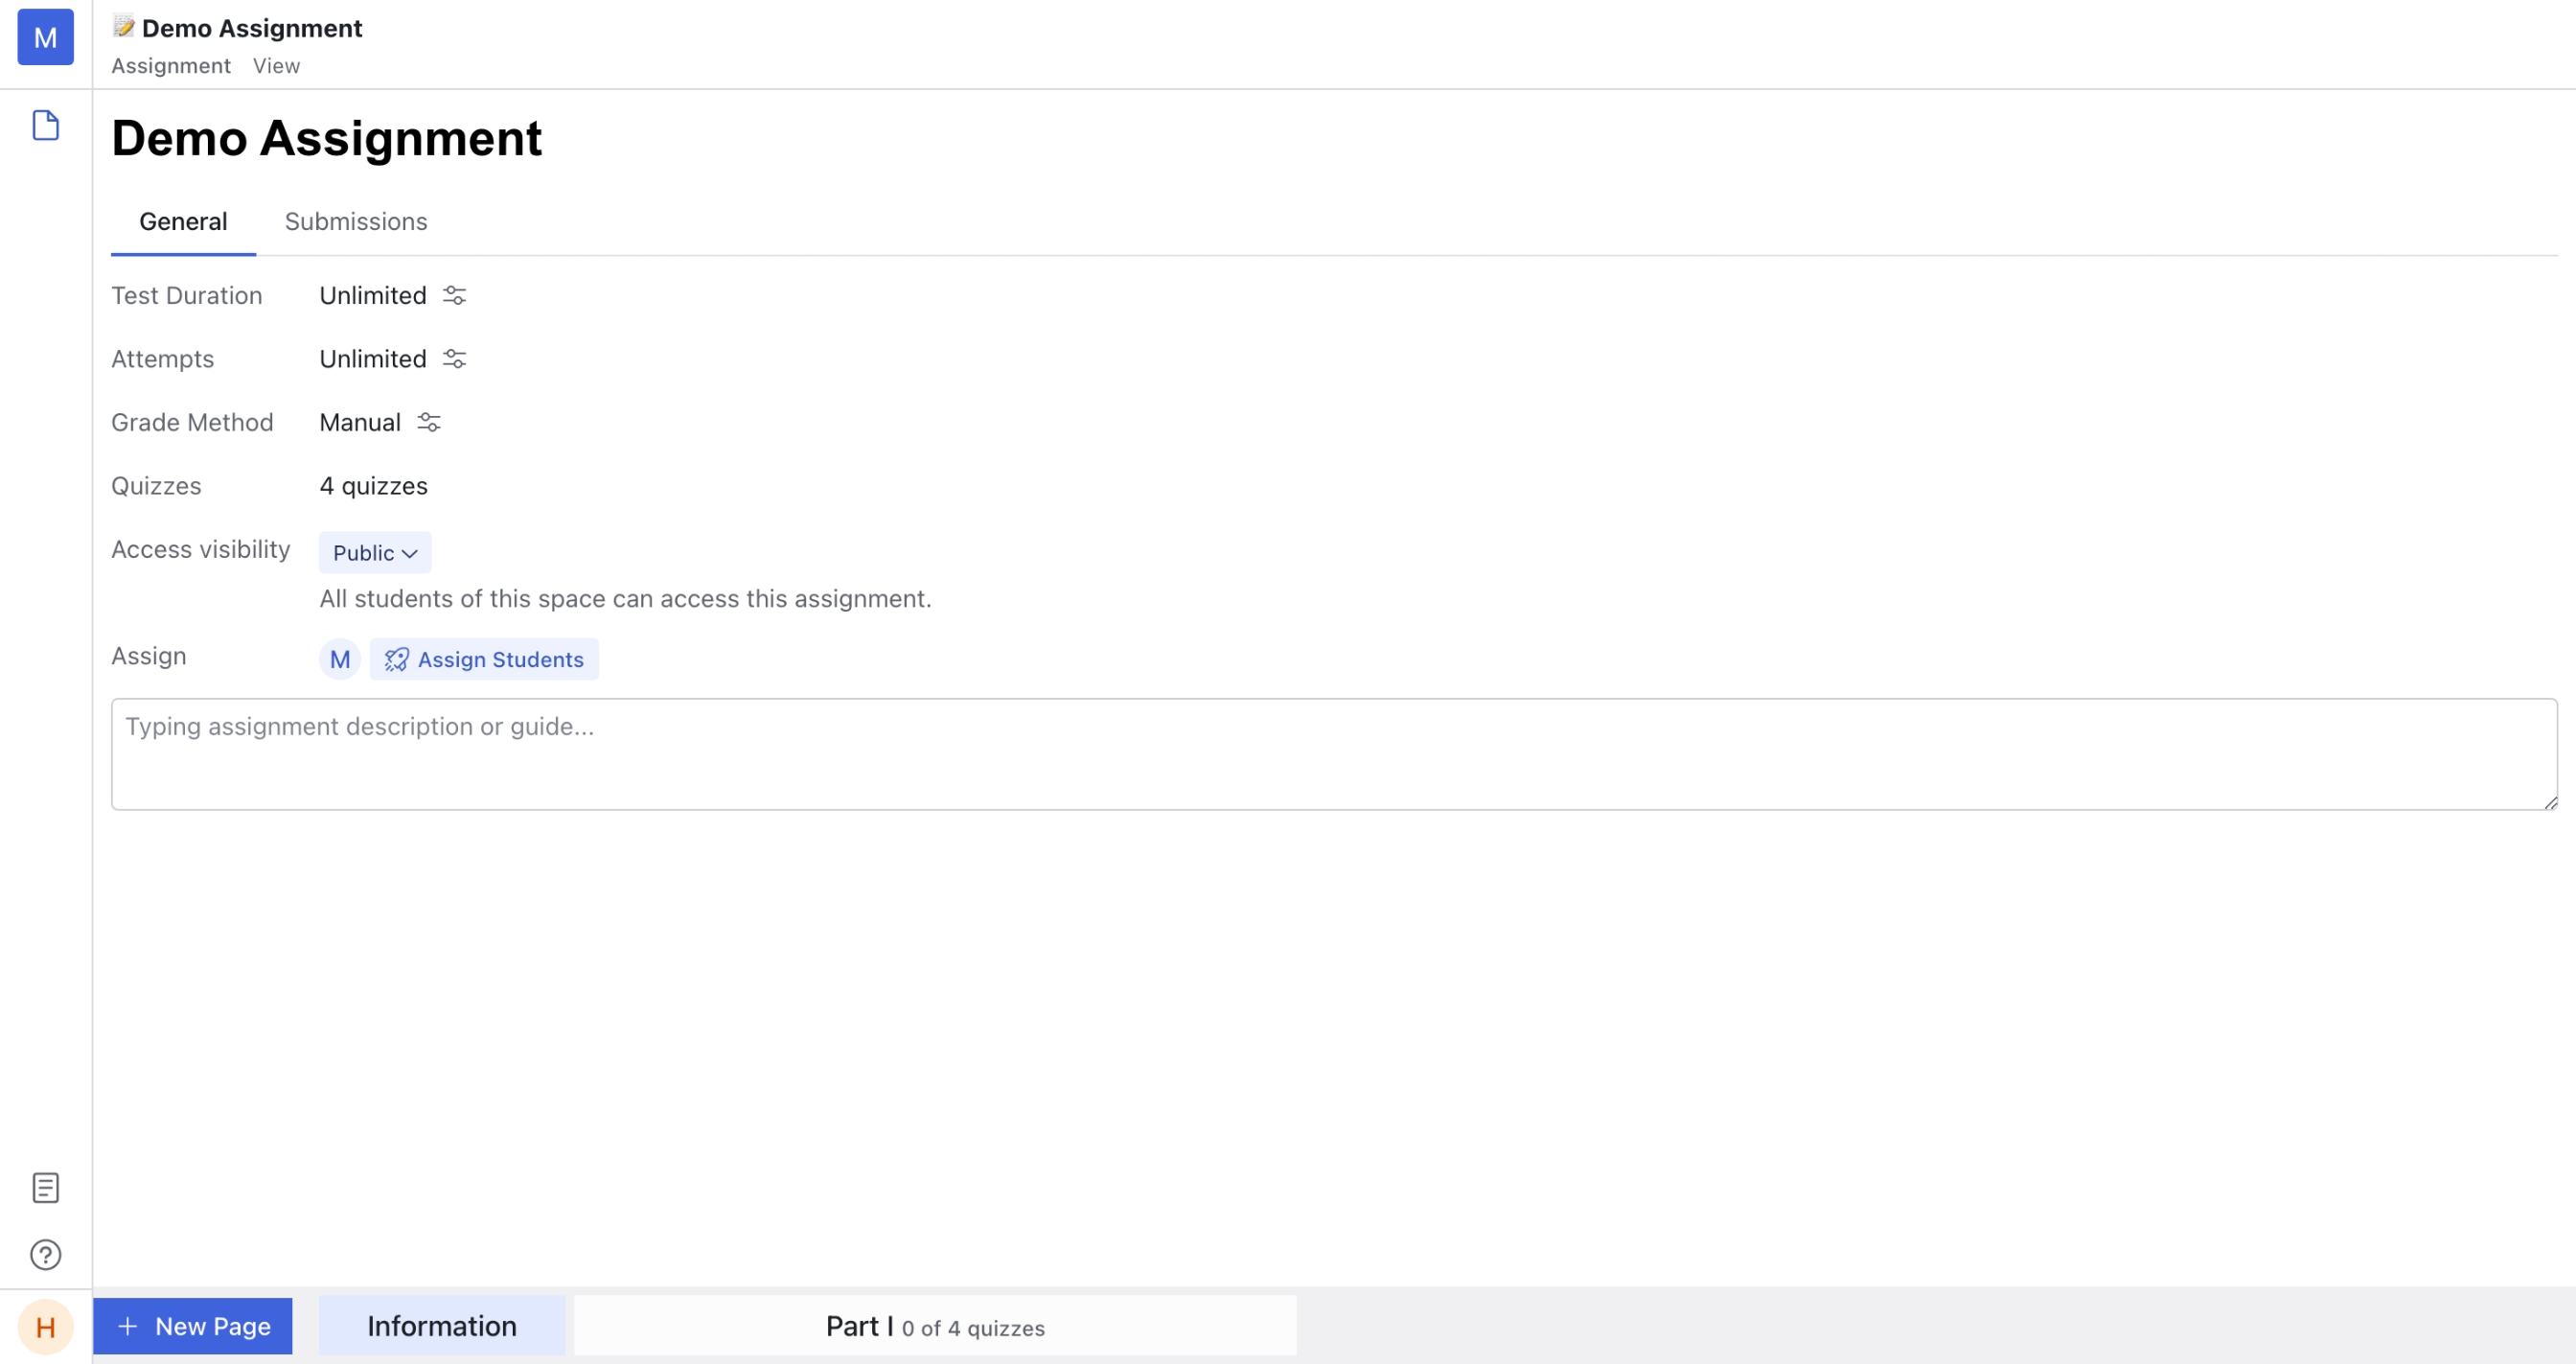 M
📝 Demo Assignment
Assignment View
Demo Assignment
General Submissions
Test Duration Unlimited
Attempts Unlimited
Grade Method Manual
Quizzes 4 quizzes
Access visibility Public
All students of this space can access this assignment.
Assign M Assign Students
Typing assignment description or guide...
H + New Page Information Part I 0 of 4 quizzes